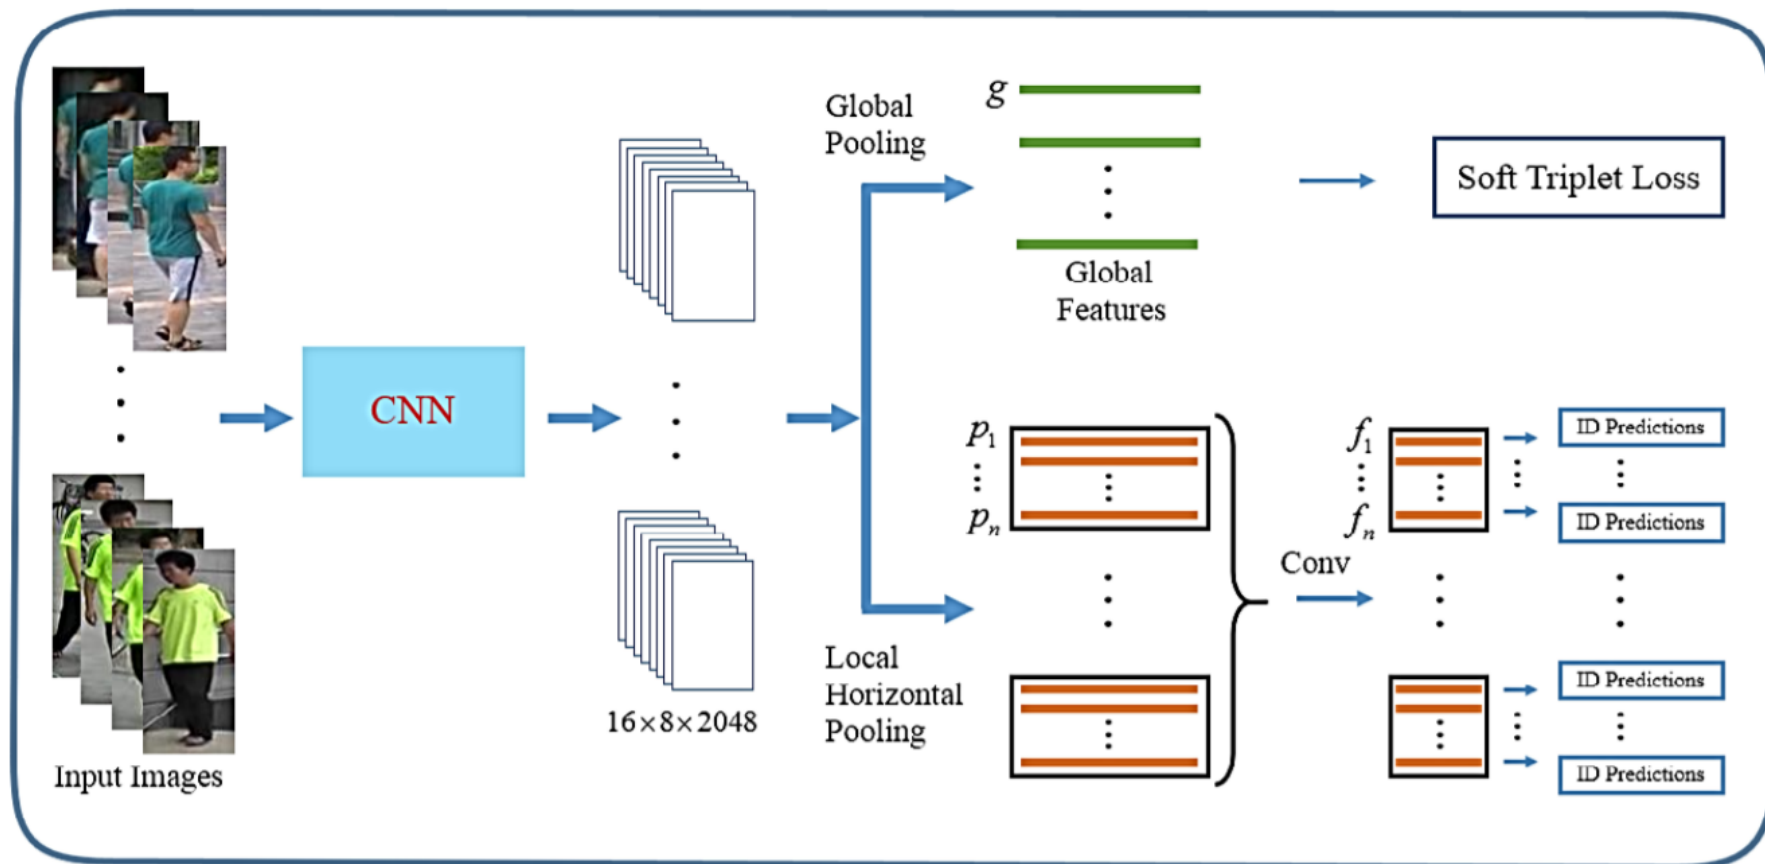 Global
Pooling
g
Soft Triplet Loss
Global
Features
CNN
p₁
pₙ
f₁
fₙ
ID Predictions
ID Predictions
Conv
Local
Horizontal
Pooling
16×8×2048
ID Predictions
ID Predictions
Input Images